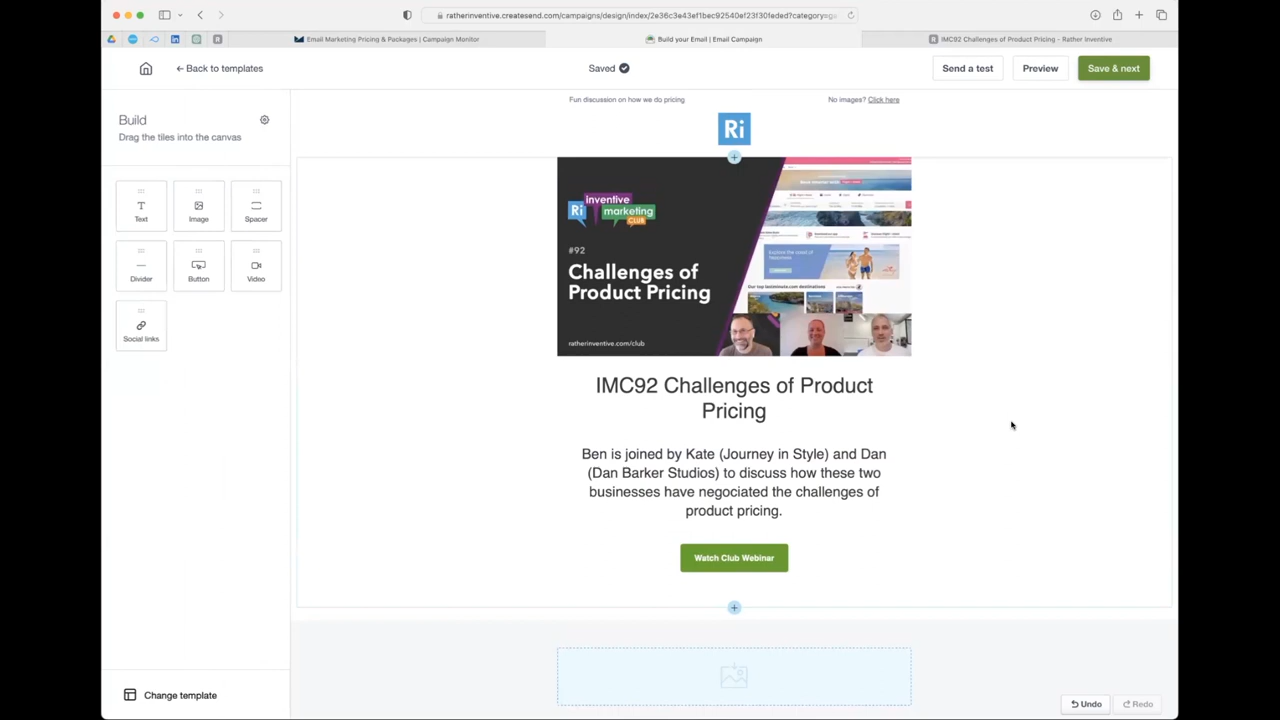 ratherinventive.createsend.com/campaigns/design/index/2e36c3e43ef1bec92540e123f30feded?category=
Email Marketing Pricing & Packages | Campaign Monitor
Build your Email | Email Campaign
IMC92 Challenges of Product Pricing - Rather Inventive
Back to templates
Saved
Send a test
Preview
Save & next
Build
Drag the tiles into the canvas
Text
Image
Spacer
Divider
Button
Video
Social links
Change template
Fun discussion on how we do pricing
No images? Click here
Ri
Ri inventive
marketing
CLUB
#92
Challenges of
Product Pricing
ratherinventive.com/club
IMC92 Challenges of Product
Pricing
Ben is joined by Kate (Journey in Style) and Dan
(Dan Barker Studios) to discuss how these two
businesses have negociated the challenges of
product pricing.
Watch Club Webinar
Undo
Redo